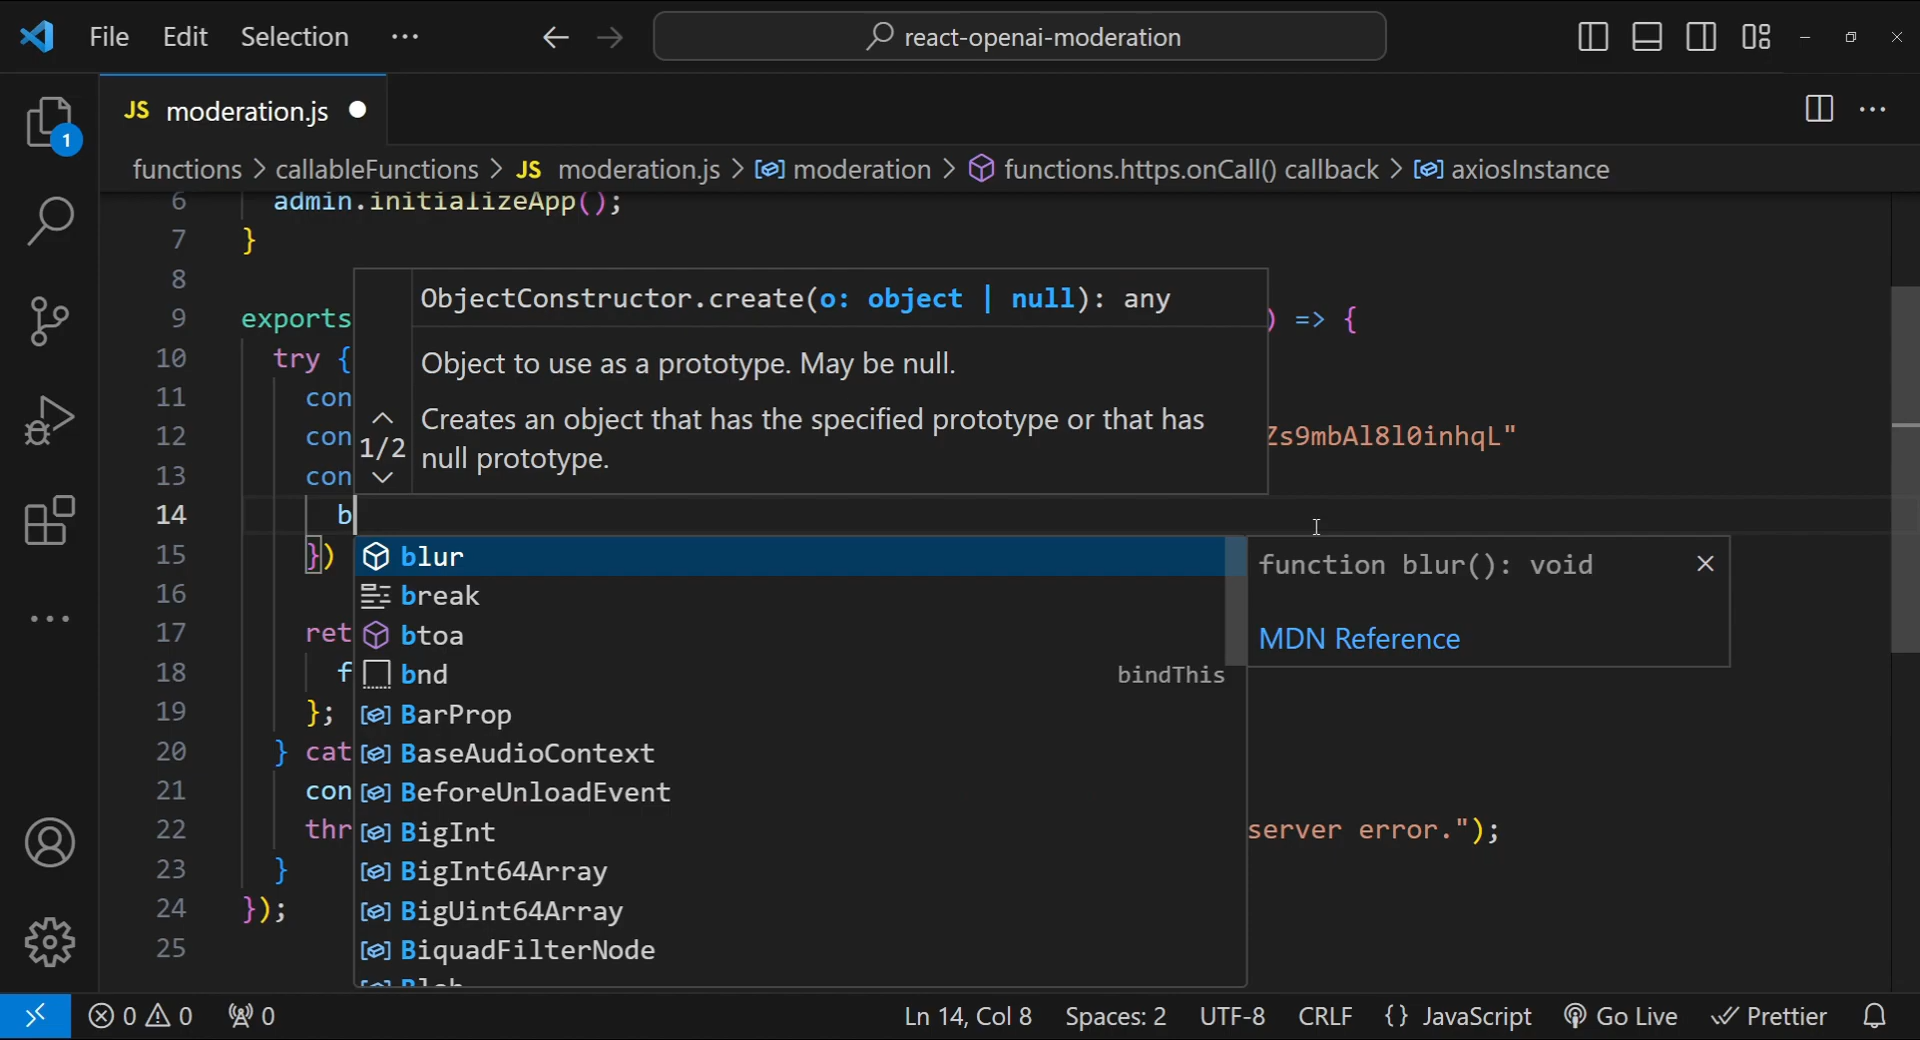 File Edit Selection ··· react-openai-moderation
JS moderation.js
1
functions > callableFunctions > JS moderation.js > moderation > functions.https.onCall() callback > axiosInstance
6 admin.initializeApp();
7 }
8
ObjectConstructor.create(o: object | null): any
9 exports ) => {
10 try {
Object to use as a prototype. May be null.
11 con
Creates an object that has the specified prototype or that has
12 con Zs9mbAl8l0inhqL"
1/2
null prototype.
13 con
14 b
15 }) blur
function blur(): void
16 break
17 ret btoa
MDN Reference
18 f bnd bindThis
19 }; BarProp
20 } cat BaseAudioContext
21 con BeforeUnloadEvent
22 thr BigInt server error.");
23 } BigInt64Array
24 }); BigUint64Array
25 BiquadFilterNode
0 0 0 Ln 14, Col 8 Spaces: 2 UTF-8 CRLF {} JavaScript Go Live Prettier